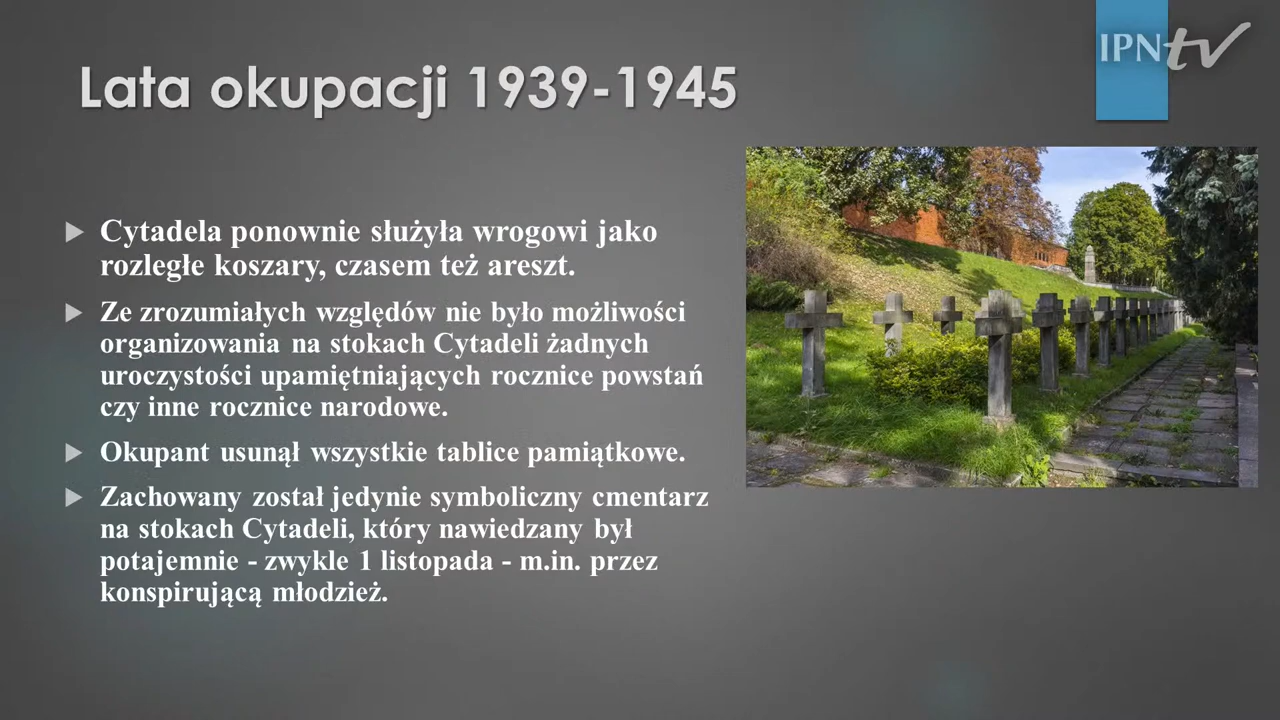 IPNtv
Lata okupacji 1939-1945
Cytadela ponownie służyła wrogowi jako
rozległe koszary, czasem też areszt.
Ze zrozumiałych względów nie było możliwości
organizowania na stokach Cytadeli żadnych
uroczystości upamiętniających rocznice powstań
czy inne rocznice narodowe.
Okupant usunął wszystkie tablice pamiątkowe.
Zachowany został jedynie symboliczny cmentarz
na stokach Cytadeli, który nawiedzany był
potajemnie - zwykle 1 listopada - m.in. przez
konspirującą młodzież.